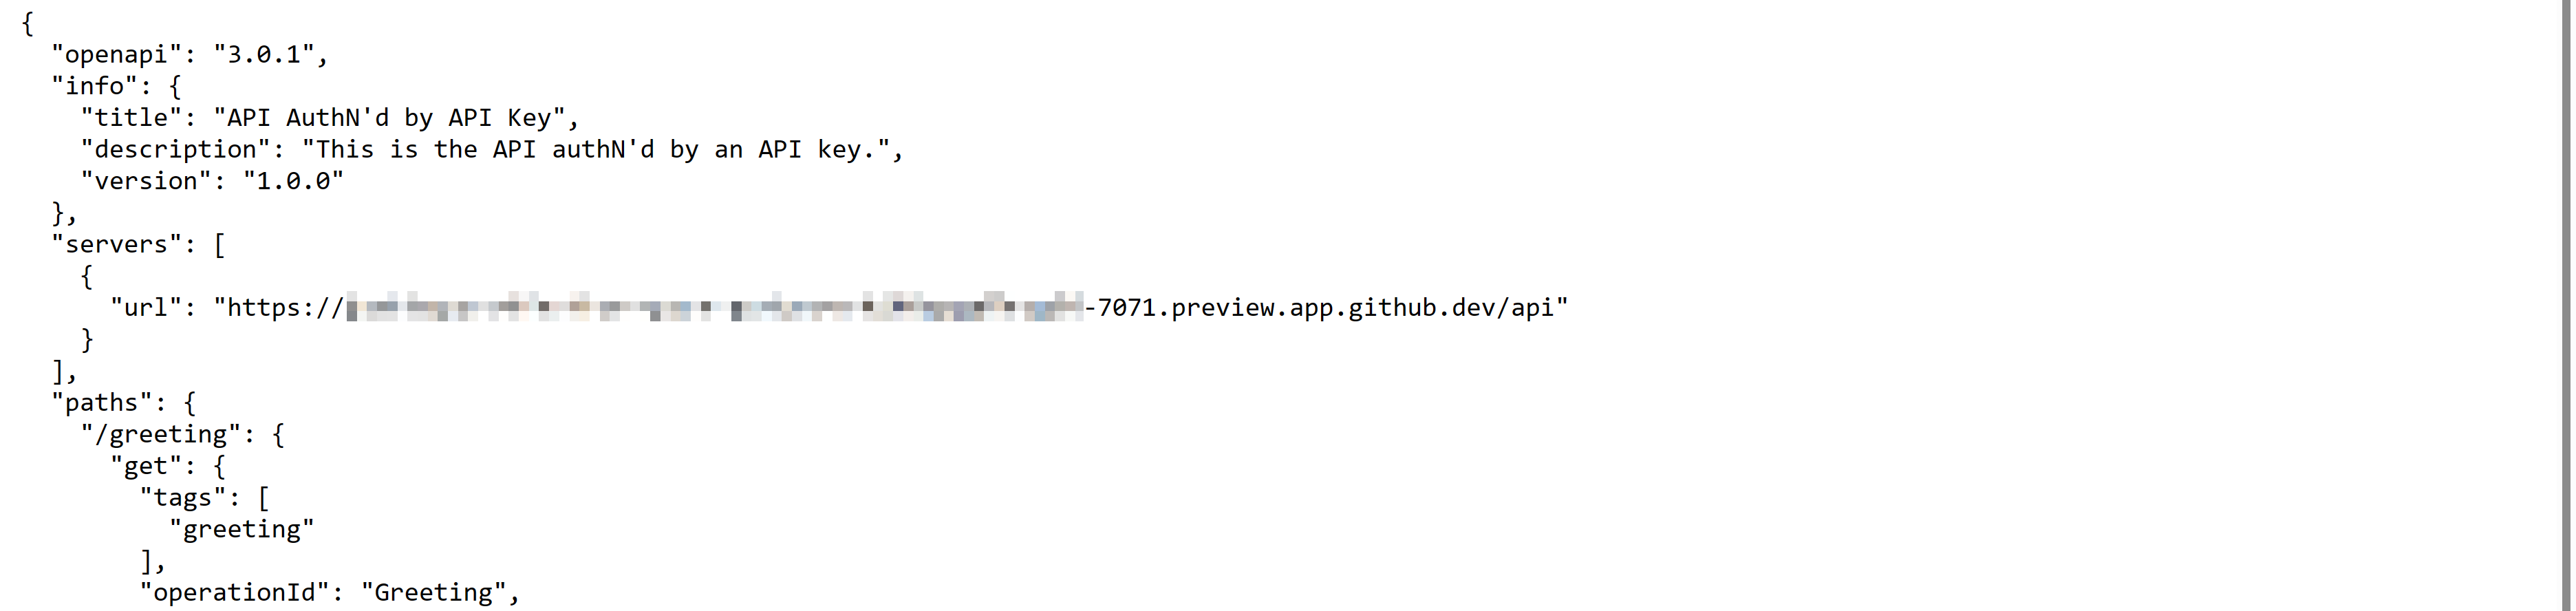 {
  "openapi": "3.0.1",
  "info": {
    "title": "API AuthN'd by API Key",
    "description": "This is the API authN'd by an API key.",
    "version": "1.0.0"
  },
  "servers": [
    {
      "url": "https://-7071.preview.app.github.dev/api"
    }
  ],
  "paths": {
    "/greeting": {
      "get": {
        "tags": [
          "greeting"
        ],
        "operationId": "Greeting",